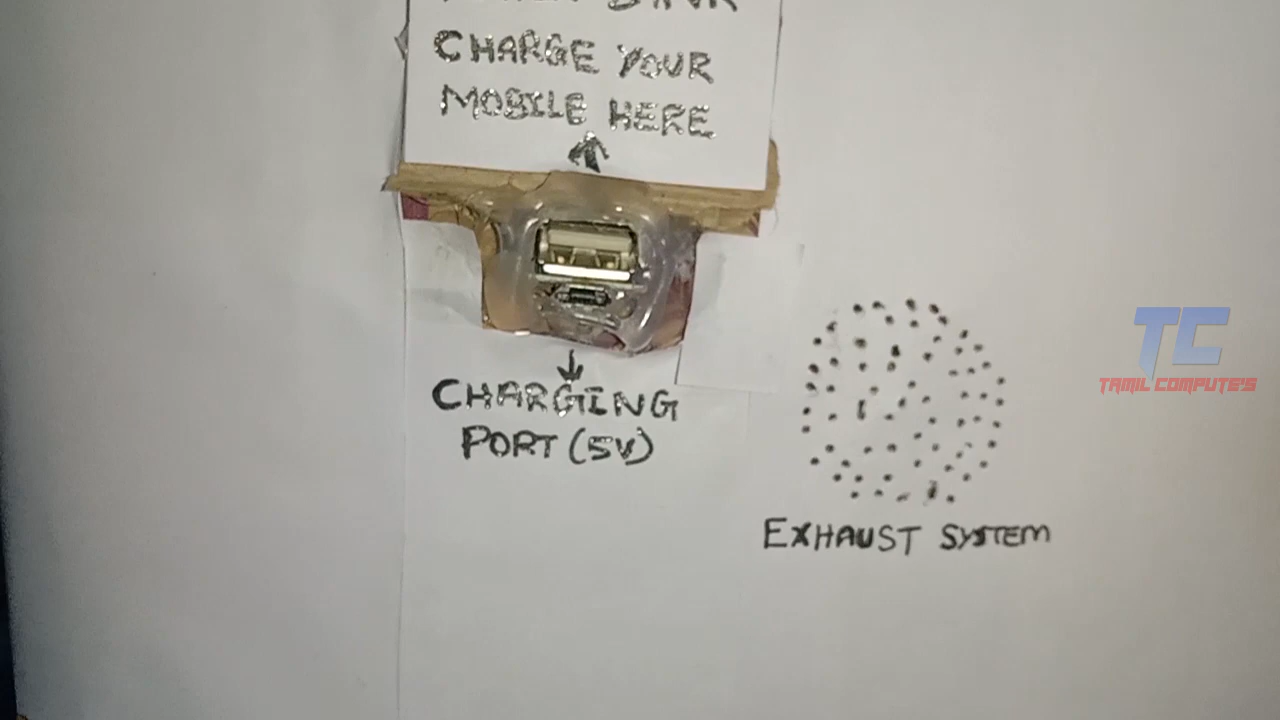 CHARGE YOUR
MOBILE HERE
CHARGING
PORT (5V)
EXHAUST SYSTEM
TC
TAMIL COMPUTE'S